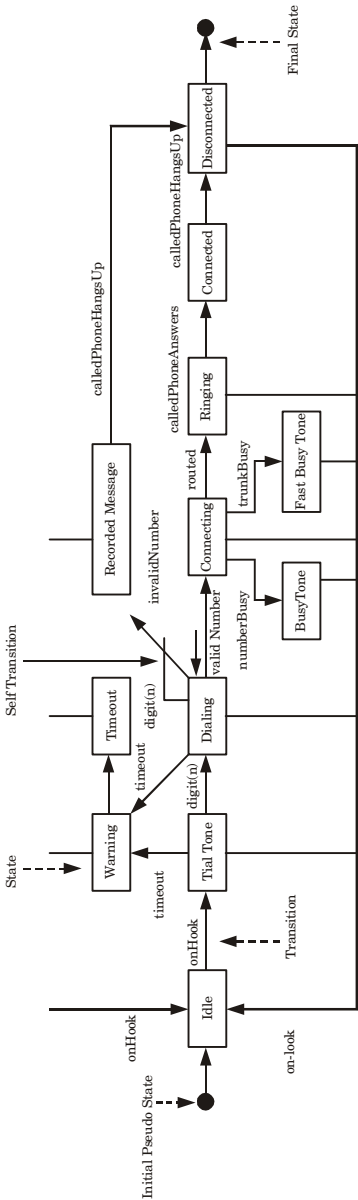 Initial Pseudo State
Idle
onHook
onHook
on-look
Transition
State
Tial Tone
timeout
Warning
timeout
Timeout
digit(n)
Dialing
digit(n)
Self Transition
valid Number
invalidNumber
Recorded Message
calledPhoneHangsUp
Connecting
numberBusy
BusyTone
trunkBusy
Fast Busy Tone
routed
Ringing
calledPhoneAnswers
Connected
calledPhoneHangsUp
Disconnected
Final State